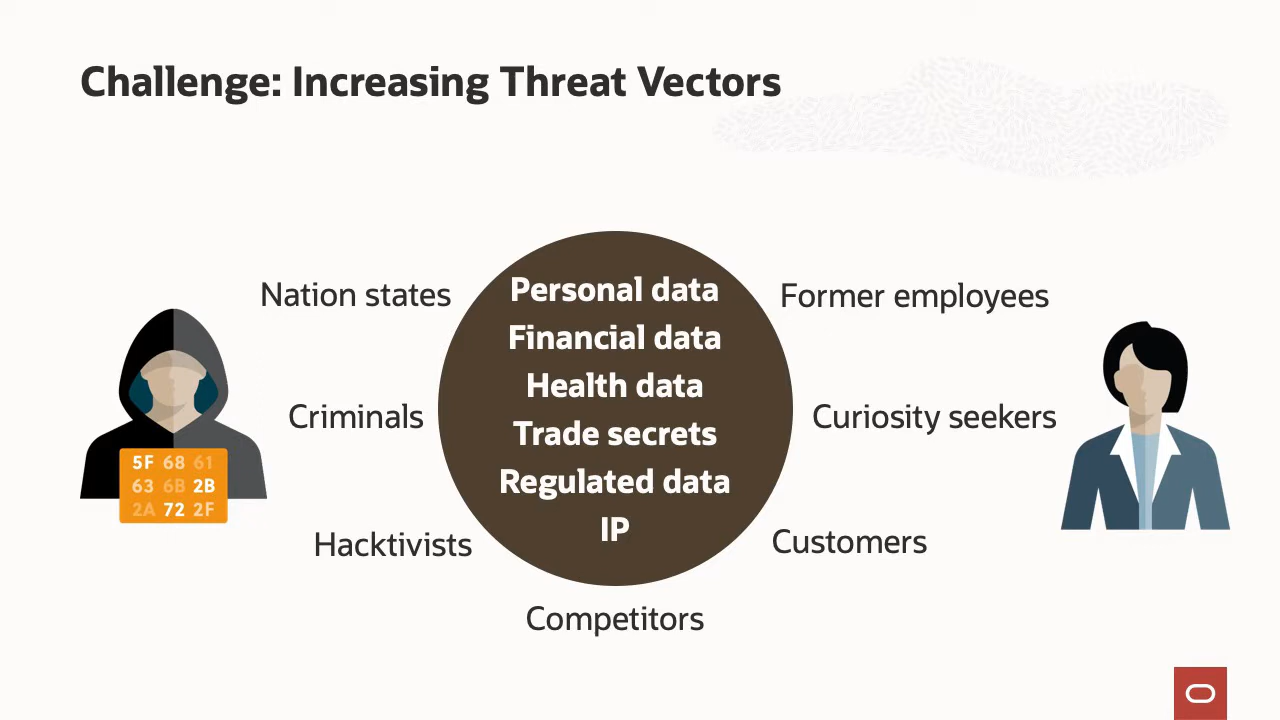 Challenge: Increasing Threat Vectors
Nation states
Criminals
Hacktivists
5F 68 61
63 6B 2B
2A 72 2F
Personal data
Financial data
Health data
Trade secrets
Regulated data
IP
Former employees
Curiosity seekers
Customers
Competitors